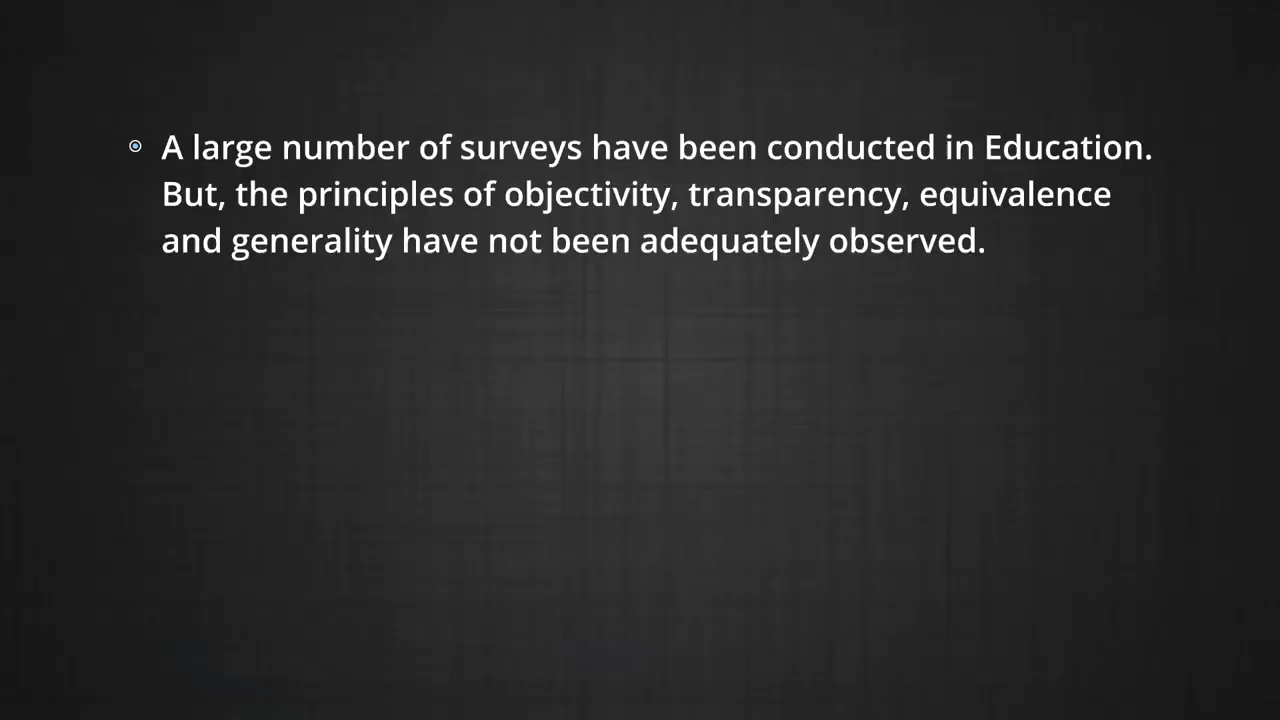 A large number of surveys have been conducted in Education.
But, the principles of objectivity, transparency, equivalence
and generality have not been adequately observed.